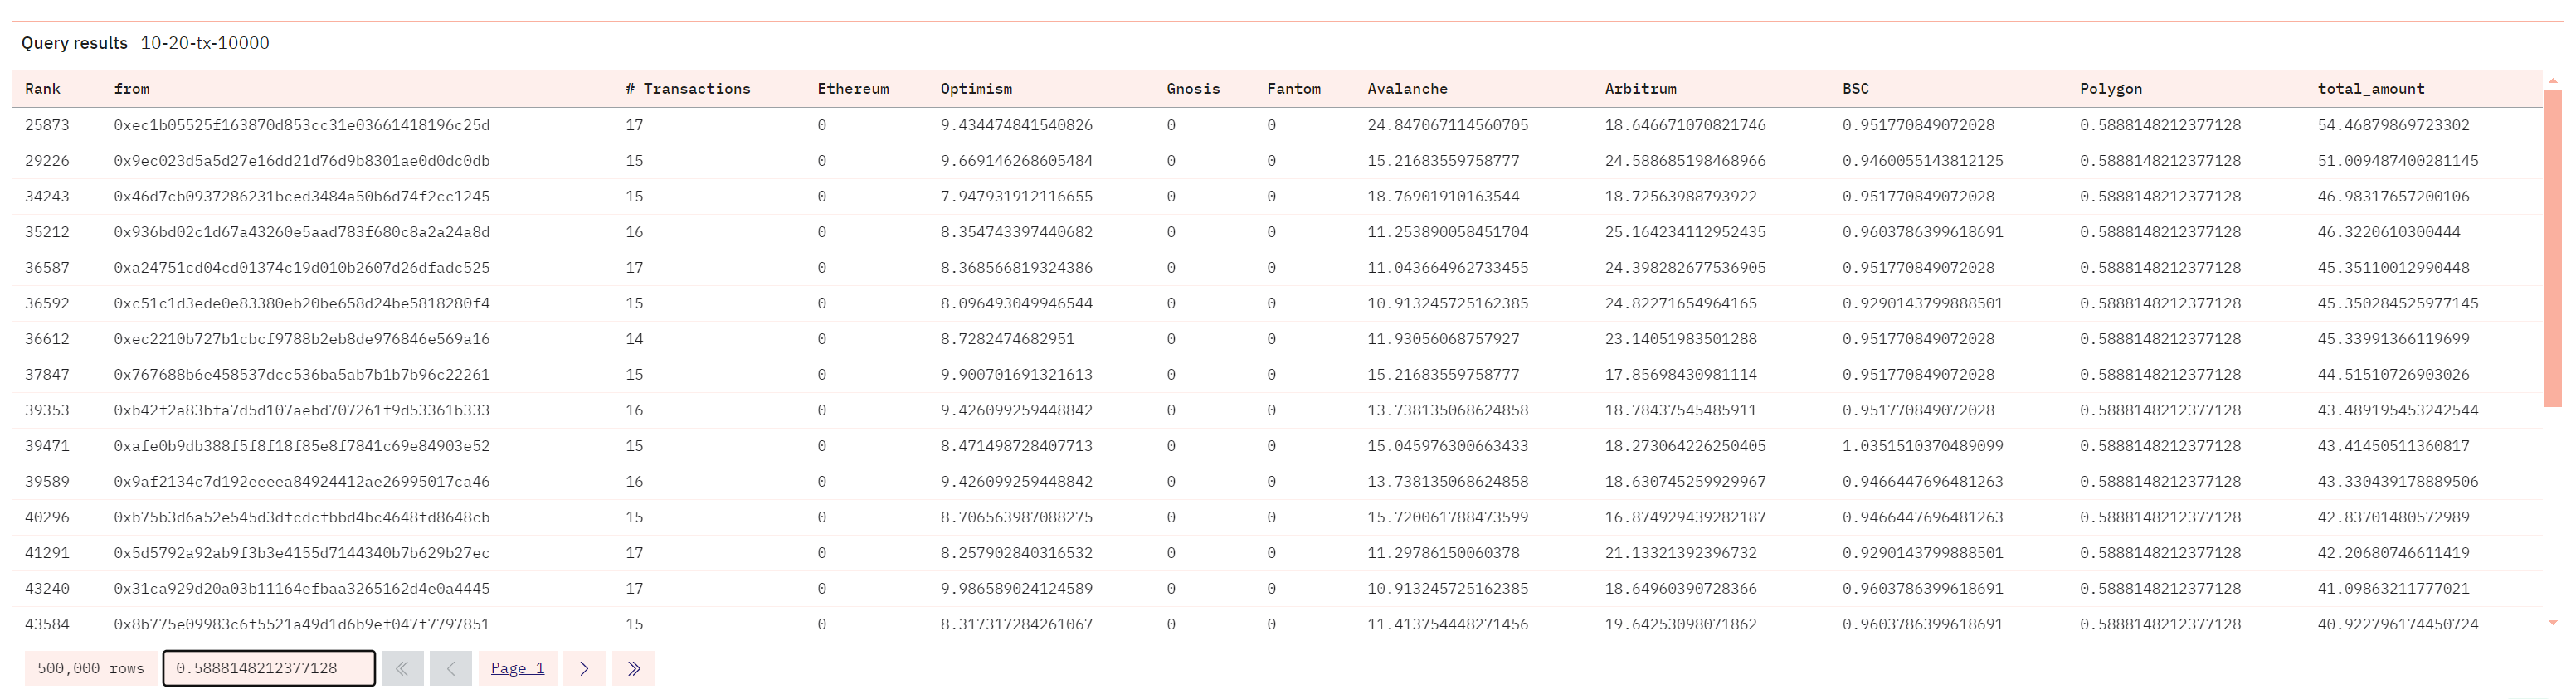 Query results 10-20-tx-10000
Rank from # Transactions Ethereum Optimism Gnosis Fantom Avalanche Arbitrum BSC Polygon total_amount
25873 0xec1b05525f163870d853cc31e03661418196c25d 17 0 9.434474841540826 0 0 24.847067114560705 18.646671070821746 0.951770849072028 0.5888148212377128 54.46879869723302
29226 0x9ec023d5a5d27e16dd21d76d9b8301ae0d0dc0db 15 0 9.669146268605484 0 0 15.21683559758777 24.588685198468966 0.9460055143812125 0.5888148212377128 51.009487400281145
34243 0x46d7cb0937286231bced3484a50b6d74f2cc1245 15 0 7.947931912116655 0 0 18.76901910163544 18.72563988793922 0.951770849072028 0.5888148212377128 46.98317657200106
35212 0x936bd02c1d67a43260e5aad783f680c8a2a24a8d 16 0 8.354743397440682 0 0 11.253890058451704 25.164234112952435 0.9603786399618691 0.5888148212377128 46.3220610300444
36587 0xa24751cd04cd01374c19d010b2607d26dfadc525 17 0 8.368566819324386 0 0 11.043664962733455 24.398282677536905 0.951770849072028 0.5888148212377128 45.35110012990448
36592 0xc51c1d3ede0e83380eb20be658d24be5818280f4 15 0 8.096493049946544 0 0 10.913245725162385 24.82271654964165 0.9290143799888501 0.5888148212377128 45.350284525977145
36612 0xec2210b727b1cbcf9788b2eb8de976846e569a16 14 0 8.7282474682951 0 0 11.93056068757927 23.14051983501288 0.951770849072028 0.5888148212377128 45.33991366119699
37847 0x767688b6e458537dcc536ba5ab7b1b7b96c22261 15 0 9.900701691321613 0 0 15.21683559758777 17.85698430981114 0.951770849072028 0.5888148212377128 44.51510726903026
39353 0xb42f2a83bfa7d5d107aebd707261f9d53361b333 16 0 9.426099259448842 0 0 13.738135068624858 18.78437545485911 0.951770849072028 0.5888148212377128 43.489195453242544
39471 0xafe0b9db388f5f8f18f85e8f7841c69e84903e52 15 0 8.471498728407713 0 0 15.045976300663433 18.273064226250405 1.0351510370489099 0.5888148212377128 43.41450511360817
39589 0x9af2134c7d192eeeea84924412ae26995017ca46 16 0 9.426099259448842 0 0 13.738135068624858 18.630745259929967 0.9466447696481263 0.5888148212377128 43.330439178889506
40296 0xb75b3d6a52e545d3dfcdcfbbd4bc4648fd8648cb 15 0 8.706563987088275 0 0 15.720061788473599 16.874929439282187 0.9466447696481263 0.5888148212377128 42.83701480572989
41291 0x5d5792a92ab9f3b3e4155d7144340b7b629b27ec 17 0 8.257902840316532 0 0 11.29786150060378 21.13321392396732 0.9290143799888501 0.5888148212377128 42.20680746611419
43240 0x31ca929d20a03b11164efbaa3265162d4e0a4445 17 0 9.986589024124589 0 0 10.913245725162385 18.64960390728366 0.9603786399618691 0.5888148212377128 41.09863211777021
43584 0x8b775e09983c6f5521a49d1d6b9ef047f7797851 15 0 8.317317284261067 0 0 11.413754448271456 19.64253098071862 0.9603786399618691 0.5888148212377128 40.922796174450724
500,000 rows 0.5888148212377128 Page 1